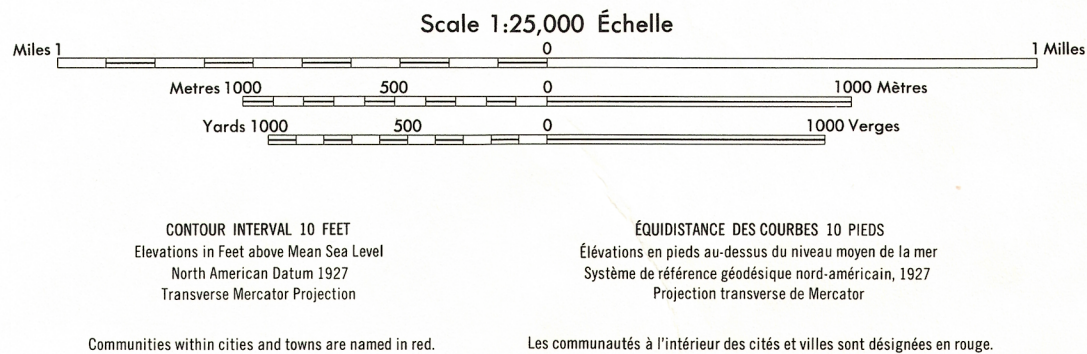 Scale 1:25,000 Échelle
Miles 1 0 1 Milles
Metres 1000 500 0 1000 Mètres
Yards 1000 500 0 1000 Verges
CONTOUR INTERVAL 10 FEET
Elevations in Feet above Mean Sea Level
North American Datum 1927
Transverse Mercator Projection
ÉQUIDISTANCE DES COURBES 10 PIEDS
Élévations en pieds au-dessus du niveau moyen de la mer
Système de référence géodésique nord-américain, 1927
Projection transverse de Mercator
Communities within cities and towns are named in red.
Les communautés à l'intérieur des cités et villes sont désignées en rouge.